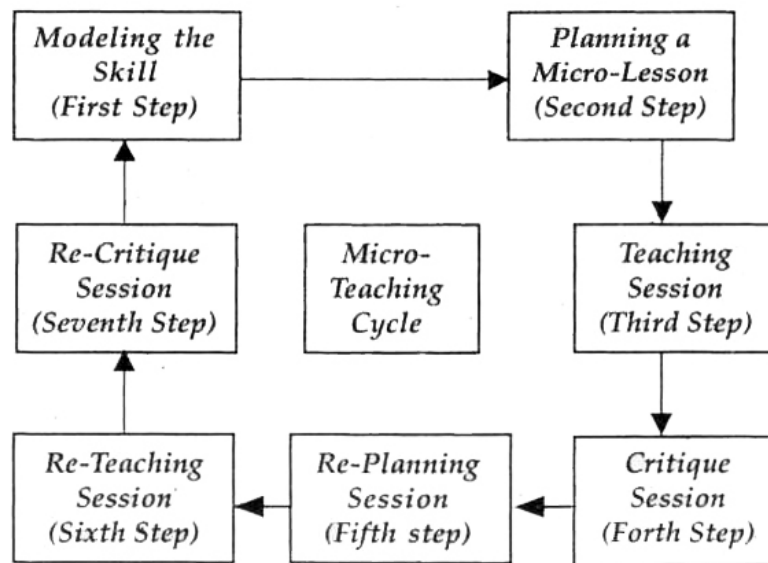 Modeling the
Skill
(First Step)
Planning a
Micro-Lesson
(Second Step)
Re-Critique
Session
(Seventh Step)
Micro-
Teaching
Cycle
Teaching
Session
(Third Step)
Re-Teaching
Session
(Sixth Step)
Re-Planning
Session
(Fifth step)
Critique
Session
(Forth Step)